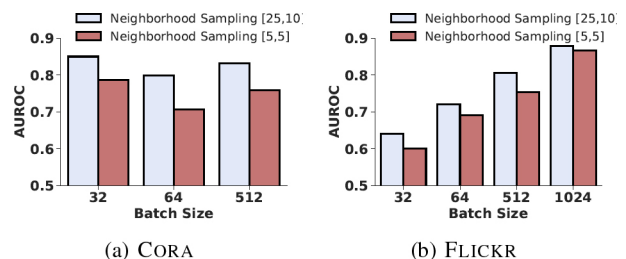 Neighborhood Sampling [25,10]
Neighborhood Sampling [5,5]
0.9
0.8
0.7
0.6
0.5
AUROC
32 64 512
Batch Size
(a) CORA
Neighborhood Sampling [25,10]
Neighborhood Sampling [5,5]
0.9
0.8
0.7
0.6
0.5
AUROC
32 64 512 1024
Batch Size
(b) FLICKR